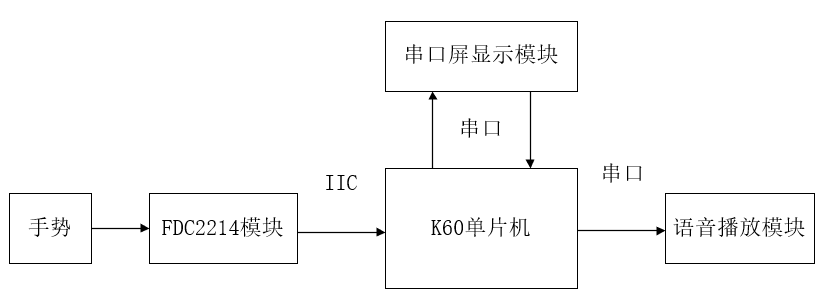 串口屏显示模块
串口
IIC
串口
手势
FDC2214模块
K60单片机
语音播放模块